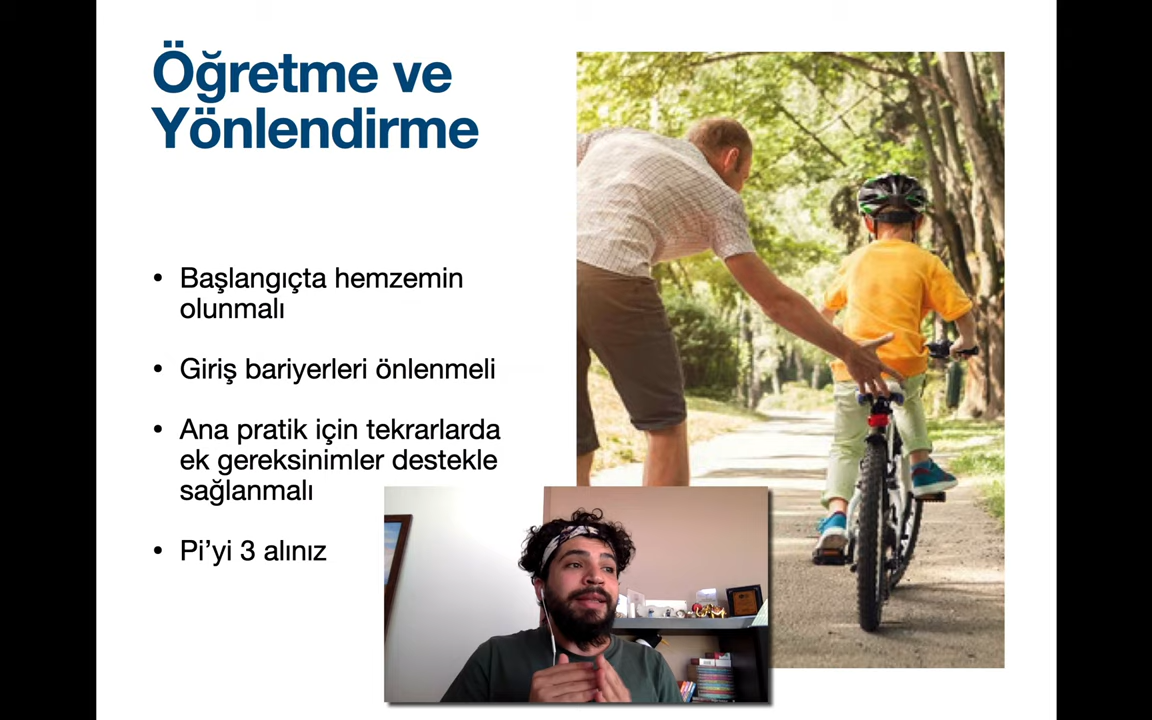 Öğretme ve
Yönlendirme
• Başlangıçta hemzemin
olunmalı
• Giriş bariyerleri önlenmeli
• Ana pratik için tekrarlarda
ek gereksinimler destekle
sağlanmalı
• Pi’yi 3 alınız